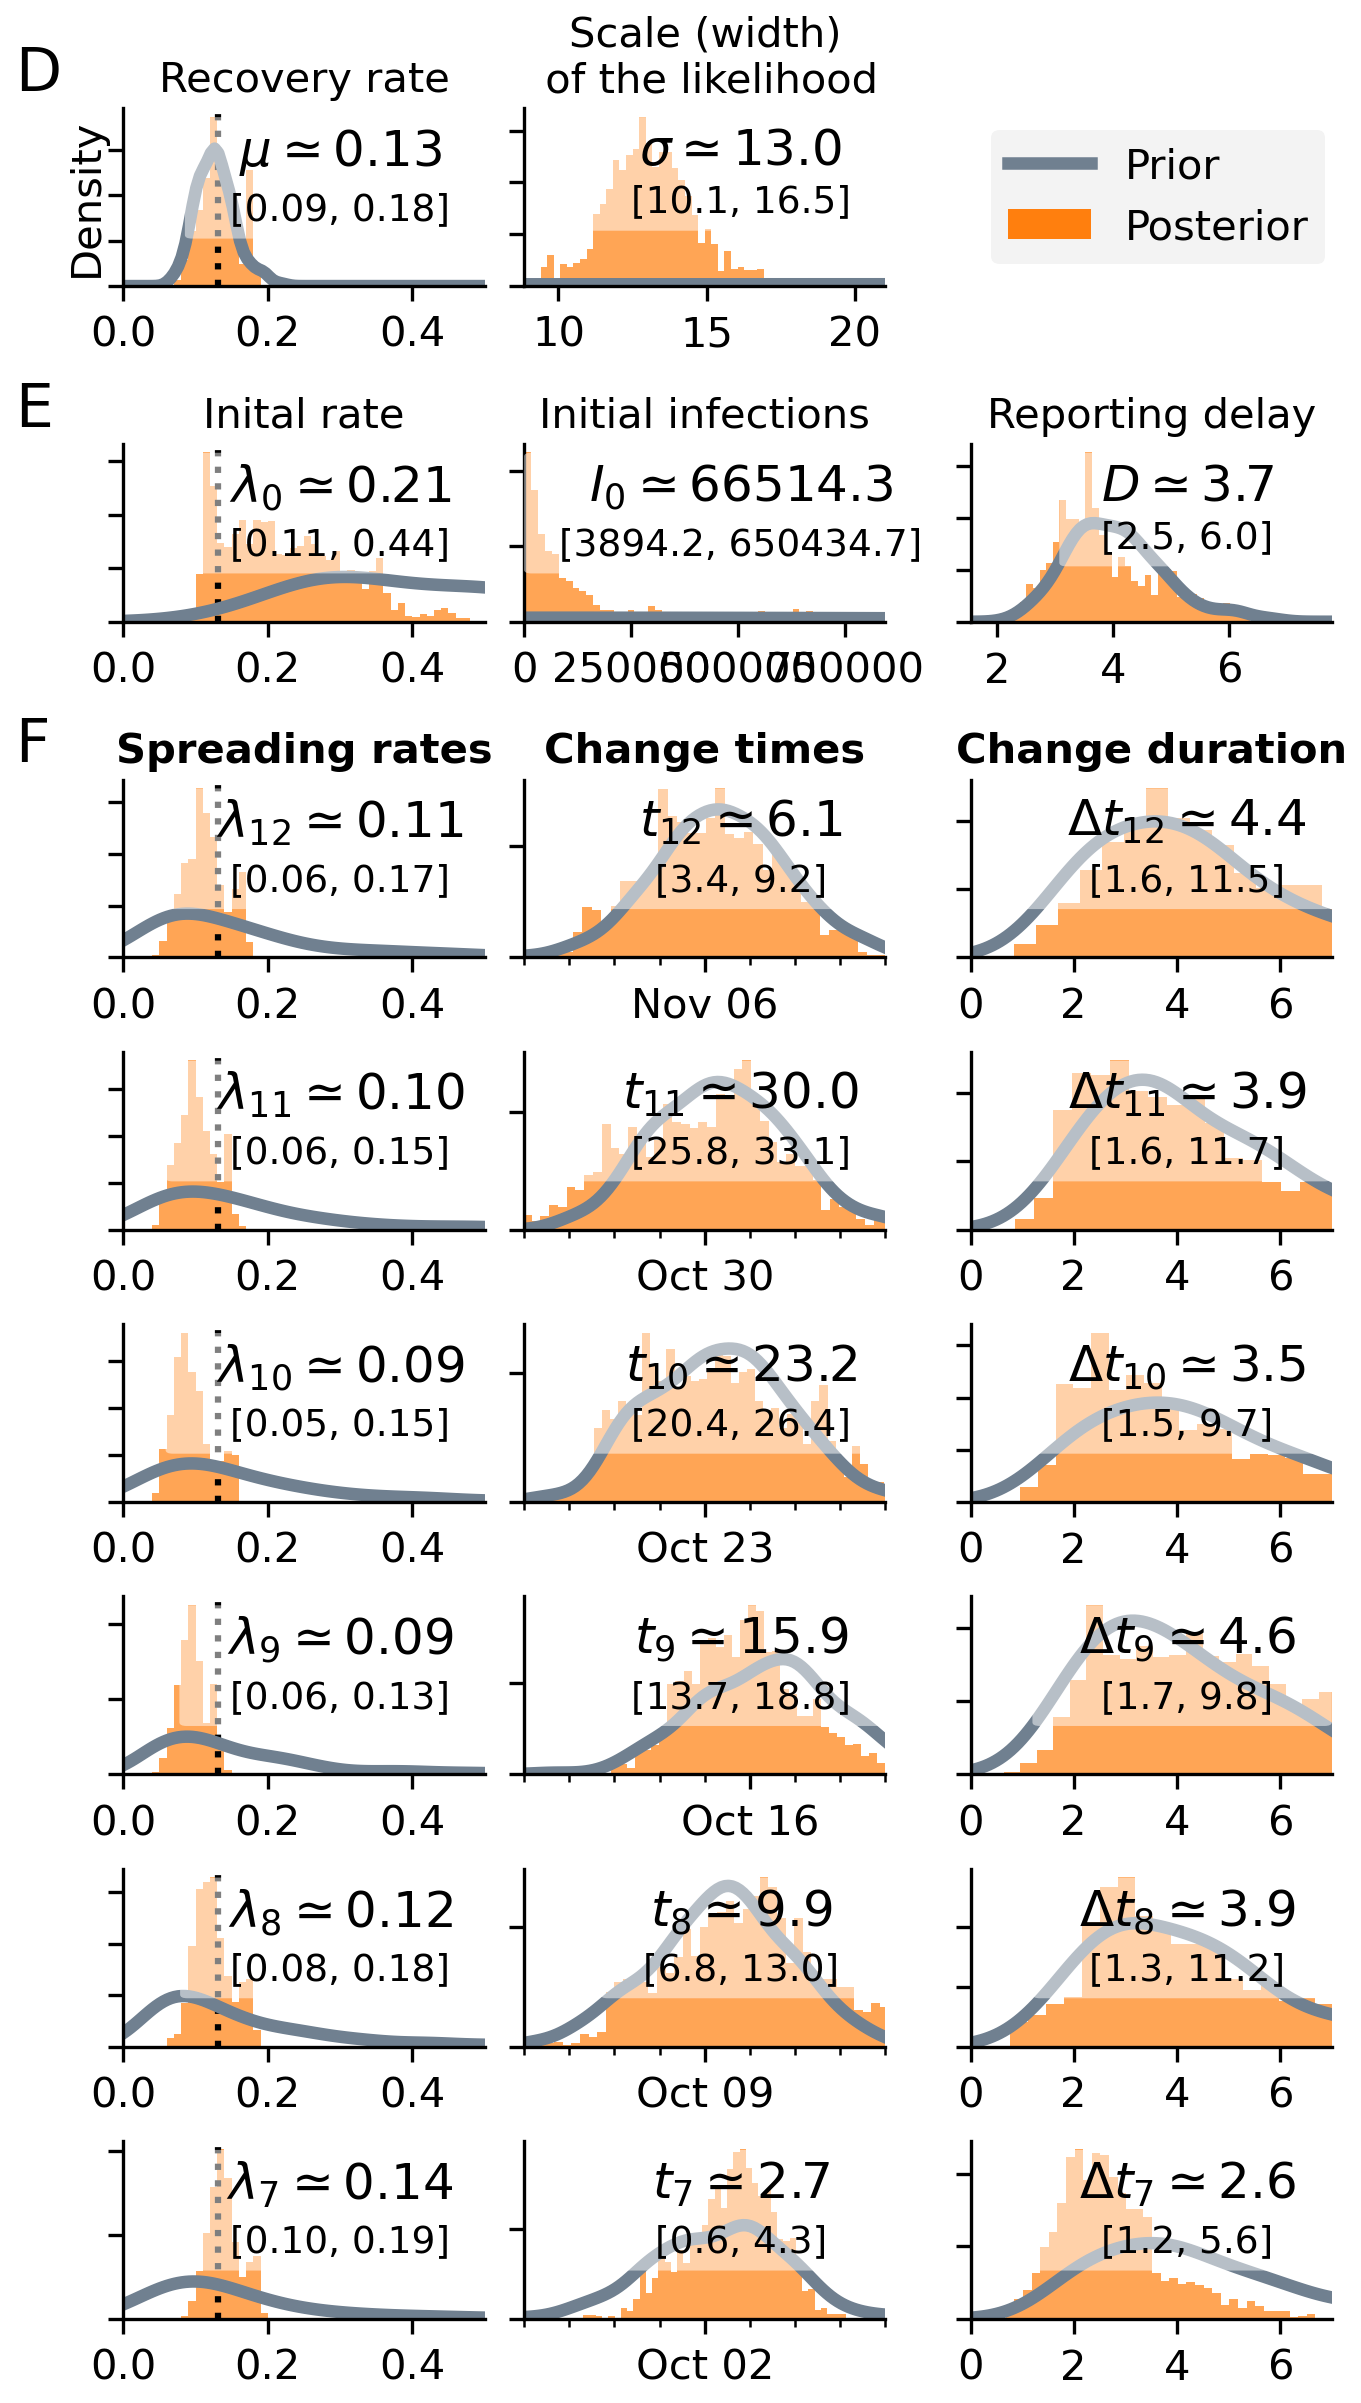 D
Recovery rate
Scale (width)
of the likelihood
Density
μ ≃ 0.13
[0.09, 0.18]
0.0 0.2 0.4
σ ≃ 13.0
[10.1, 16.5]
10 15 20
Prior
Posterior
E
Inital rate
λ0 ≃ 0.21
[0.11, 0.44]
0.0 0.2 0.4
Initial infections
I0 ≃ 66514.3
[3894.2, 650434.7]
0 250000 500000 750000
Reporting delay
D ≃ 3.7
[2.5, 6.0]
2 4 6
F
Spreading rates Change times Change duration
λ12 ≃ 0.11
[0.06, 0.17]
0.0 0.2 0.4
t12 ≃ 6.1
[3.4, 9.2]
Nov 06
Δt12 ≃ 4.4
[1.6, 11.5]
0 2 4 6
λ11 ≃ 0.10
[0.06, 0.15]
0.0 0.2 0.4
t11 ≃ 30.0
[25.8, 33.1]
Oct 30
Δt11 ≃ 3.9
[1.6, 11.7]
0 2 4 6
λ10 ≃ 0.09
[0.05, 0.15]
0.0 0.2 0.4
t10 ≃ 23.2
[20.4, 26.4]
Oct 23
Δt10 ≃ 3.5
[1.5, 9.7]
0 2 4 6
λ9 ≃ 0.09
[0.06, 0.13]
0.0 0.2 0.4
t9 ≃ 15.9
[13.7, 18.8]
Oct 16
Δt9 ≃ 4.6
[1.7, 9.8]
0 2 4 6
λ8 ≃ 0.12
[0.08, 0.18]
0.0 0.2 0.4
t8 ≃ 9.9
[6.8, 13.0]
Oct 09
Δt8 ≃ 3.9
[1.3, 11.2]
0 2 4 6
λ7 ≃ 0.14
[0.10, 0.19]
0.0 0.2 0.4
t7 ≃ 2.7
[0.6, 4.3]
Oct 02
Δt7 ≃ 2.6
[1.2, 5.6]
0 2 4 6